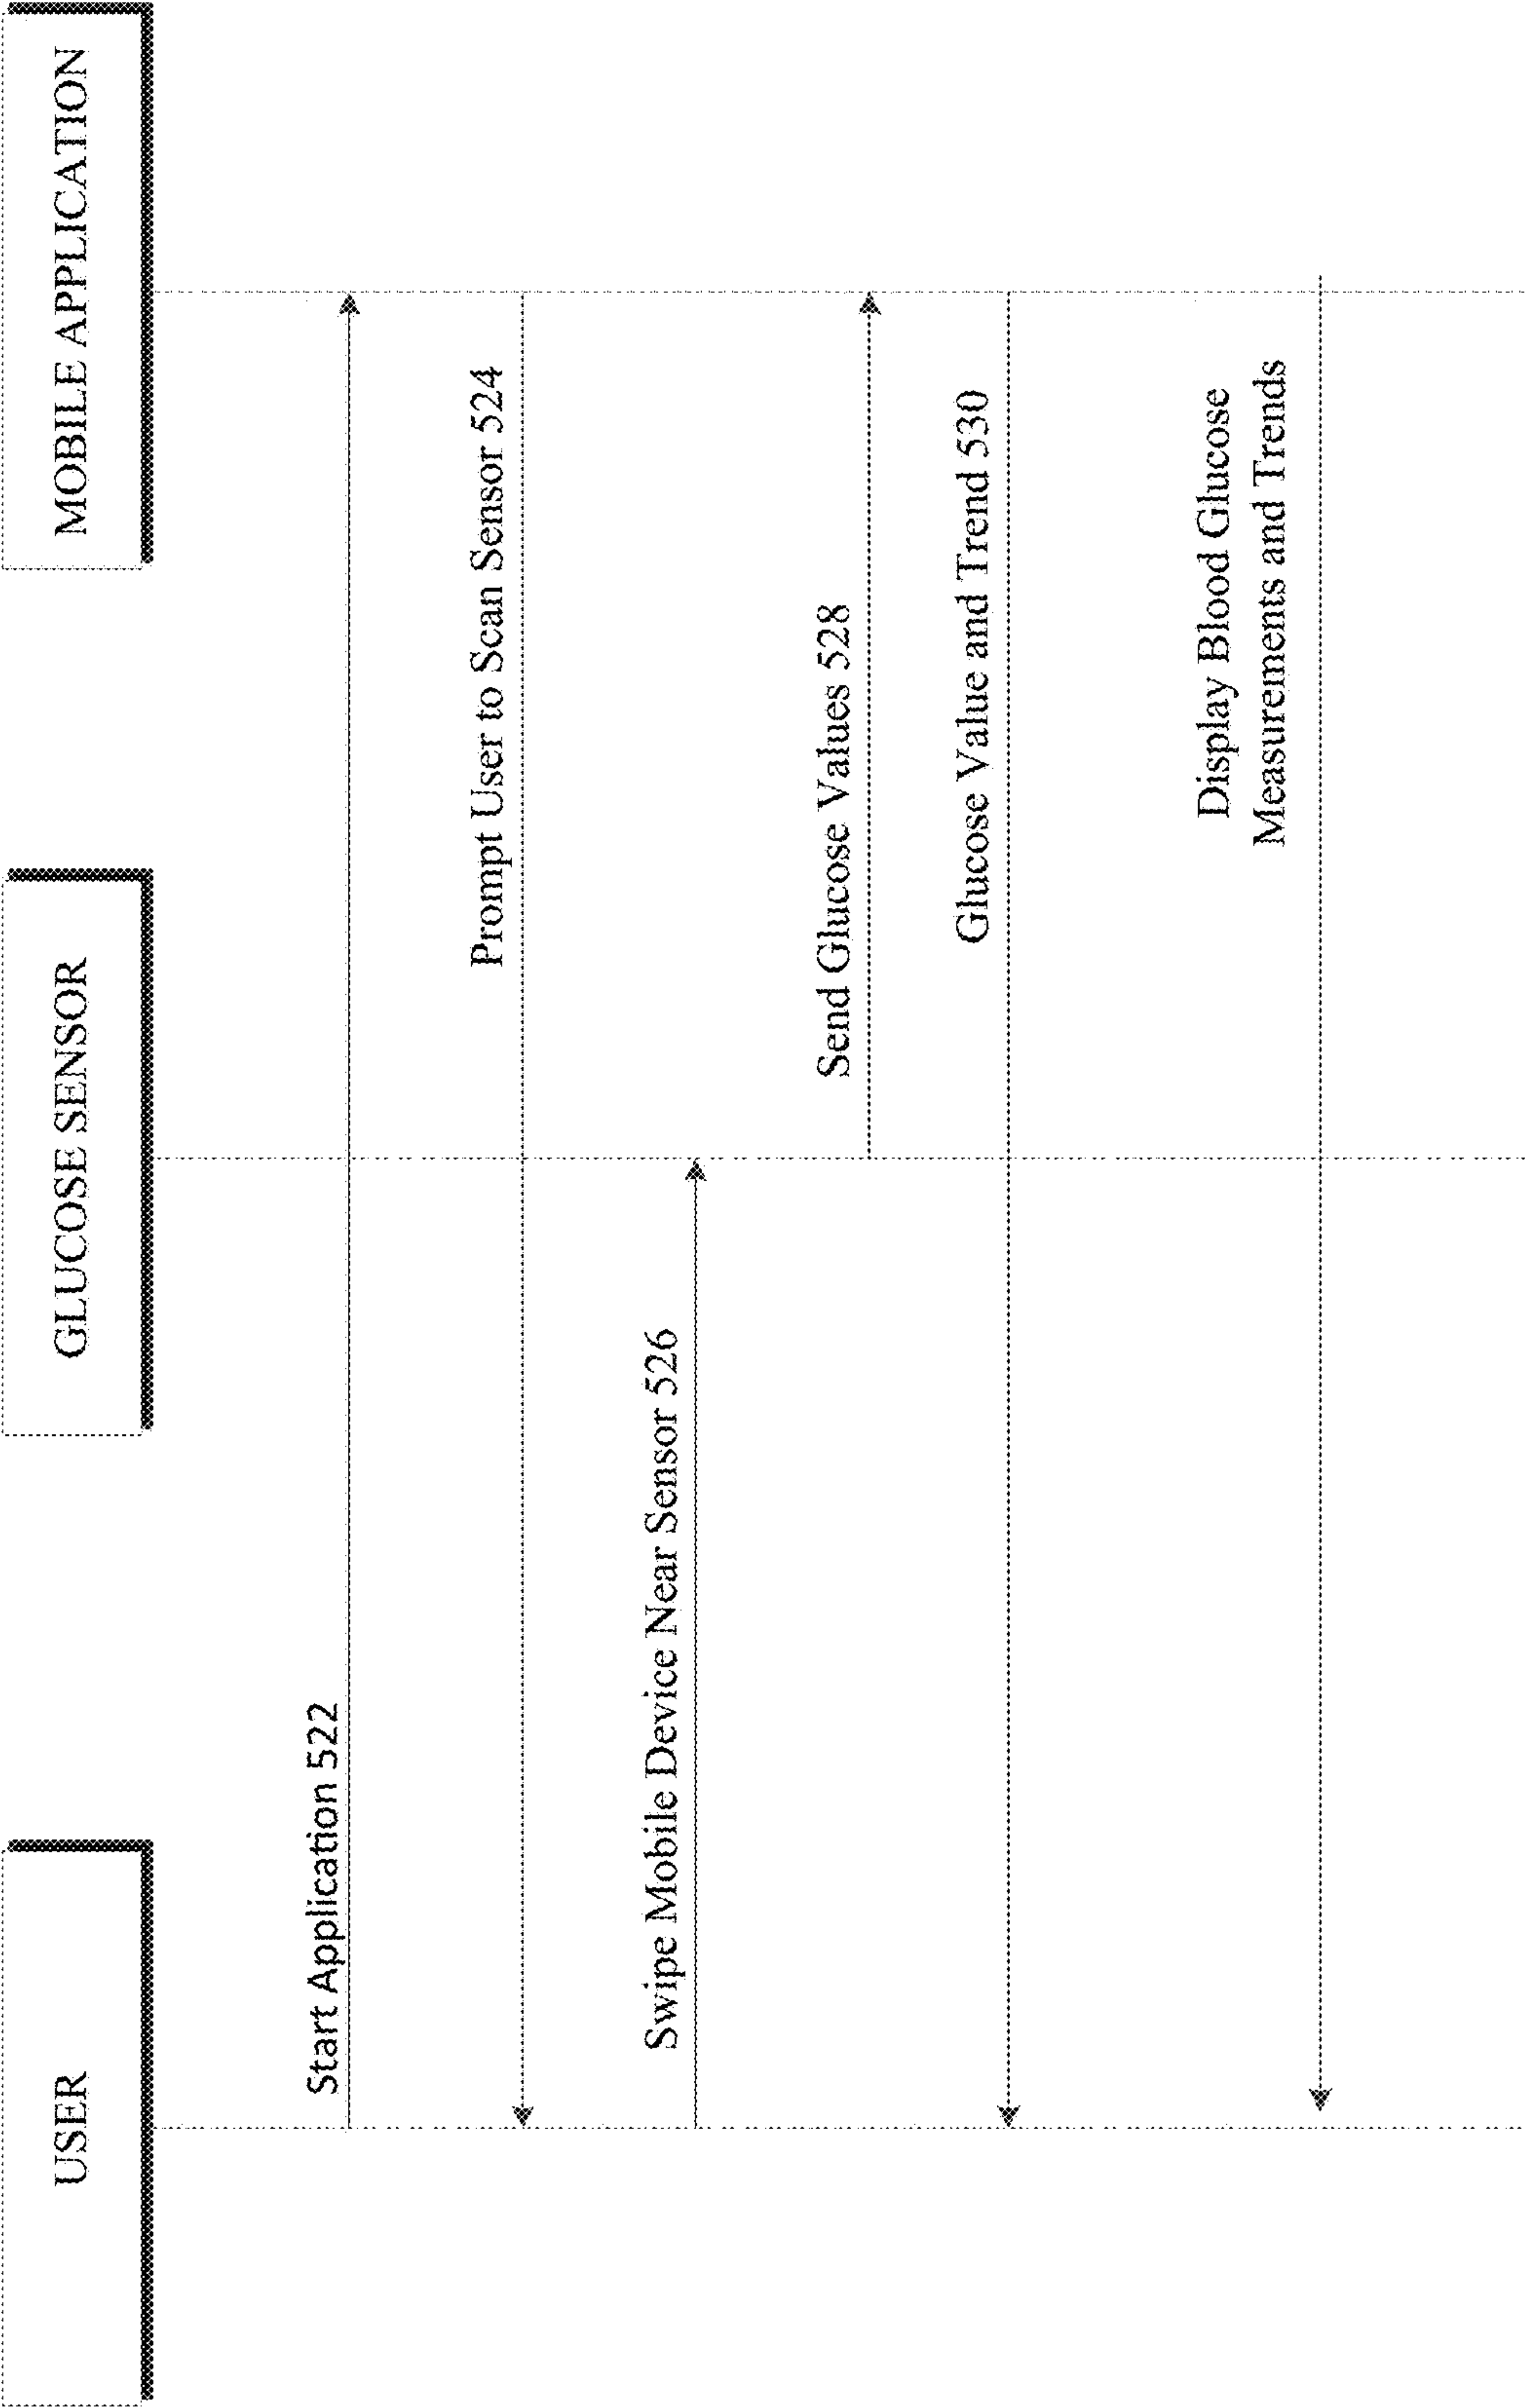 USER
GLUCOSE SENSOR
MOBILE APPLICATION
Start Application 522
Prompt User to Scan Sensor 524
Swipe Mobile Device Near Sensor 526
Send Glucose Values 528
Glucose Value and Trend 530
Display Blood Glucose
Measurements and Trends